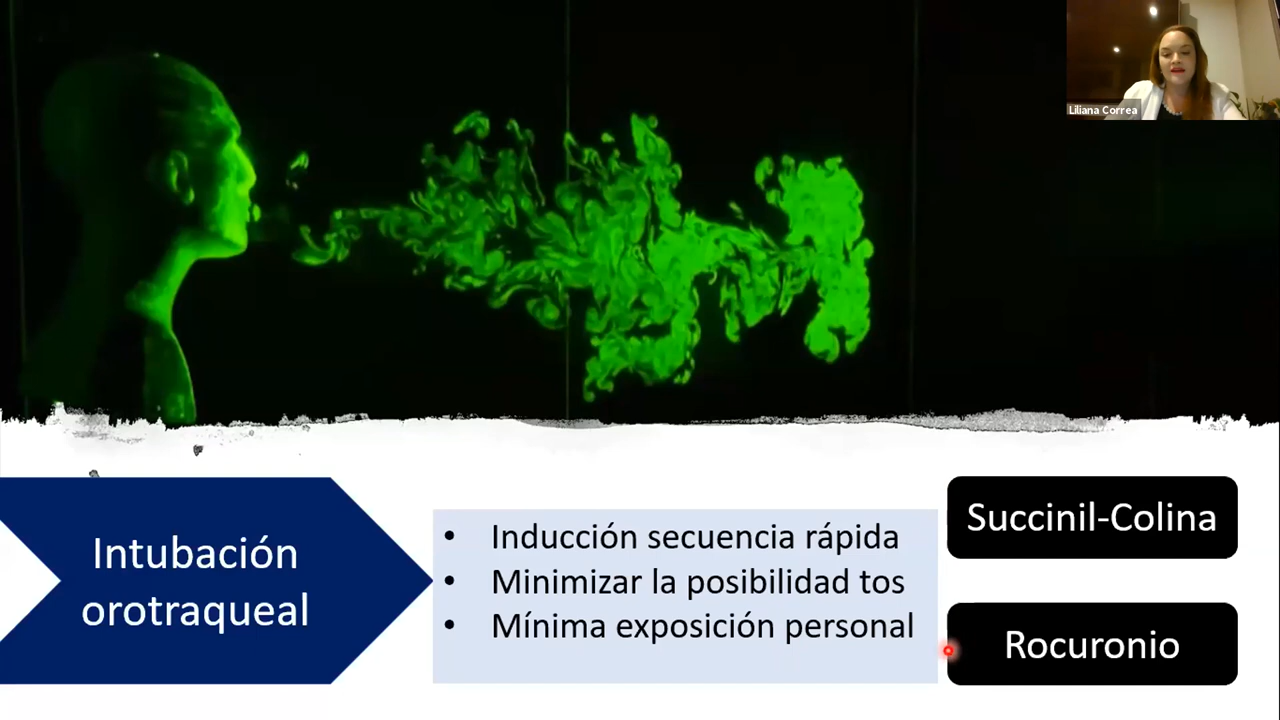 Liliana Correa
Intubación
orotraqueal
• Inducción secuencia rápida
• Minimizar la posibilidad tos
• Mínima exposición personal
Succinil-Colina
Rocuronio